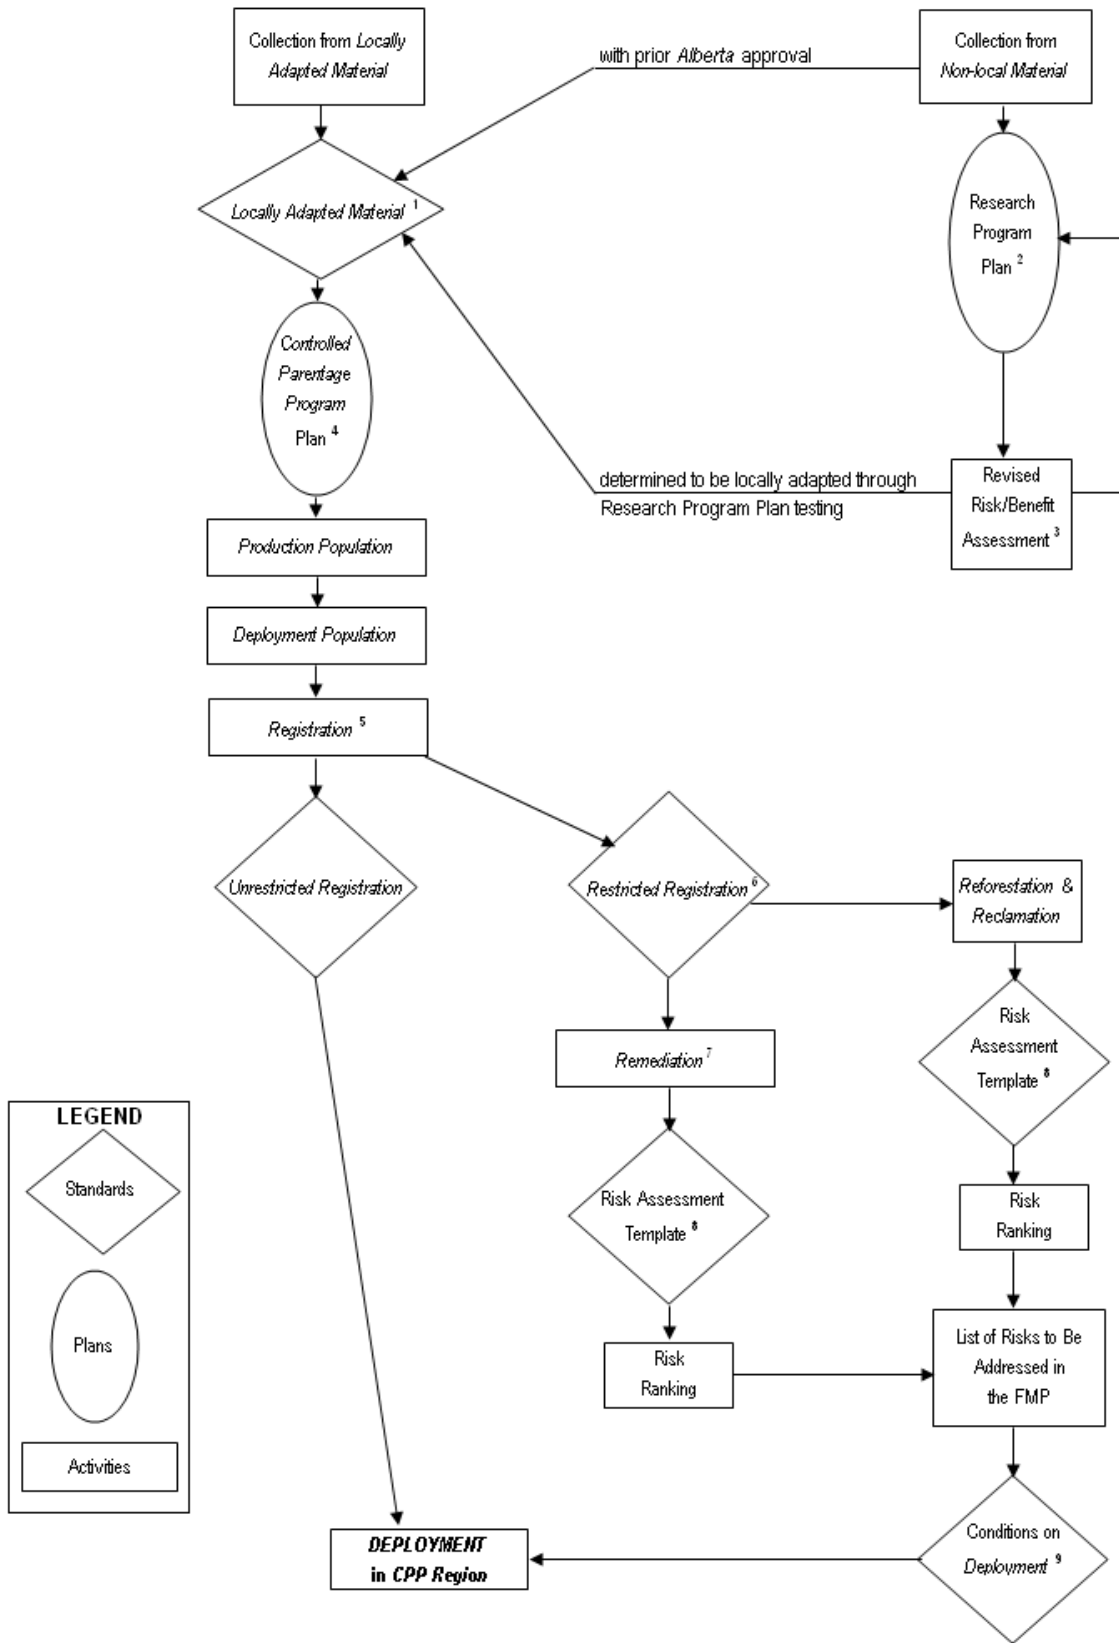 Collection from Locally
Adapted Material
with prior Alberta approval
Collection from
Non-local Material
Locally Adapted Material 1
Research
Program
Plan 2
Controlled
Parentage
Program
Plan 4
determined to be locally adapted through
Research Program Plan testing
Revised
Risk/Benefit
Assessment 3
Production Population
Deployment Population
Registration 5
Unrestricted Registration
Restricted Registration 6
Reforestation &
Reclamation
Remediation 7
Risk
Assessment
Template 8
Risk Assessment
Template 8
Risk
Ranking
Risk
Ranking
List of Risks to Be
Addressed in
the FMP
Conditions on
Deployment 9
DEPLOYMENT
in CPP Region
LEGEND
Standards
Plans
Activities